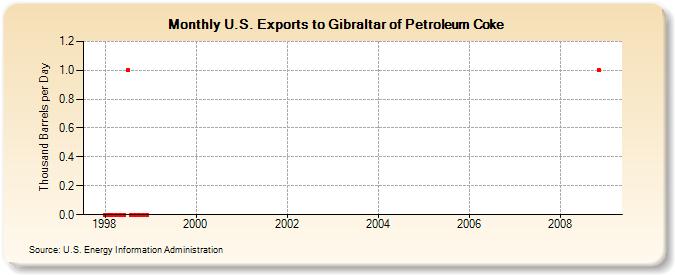 Monthly U.S. Exports to Gibraltar of Petroleum Coke
Thousand Barrels per Day
1.2
1.0
0.8
0.6
0.4
0.2
0.0
1998 2000 2002 2004 2006 2008
Source: U.S. Energy Information Administration